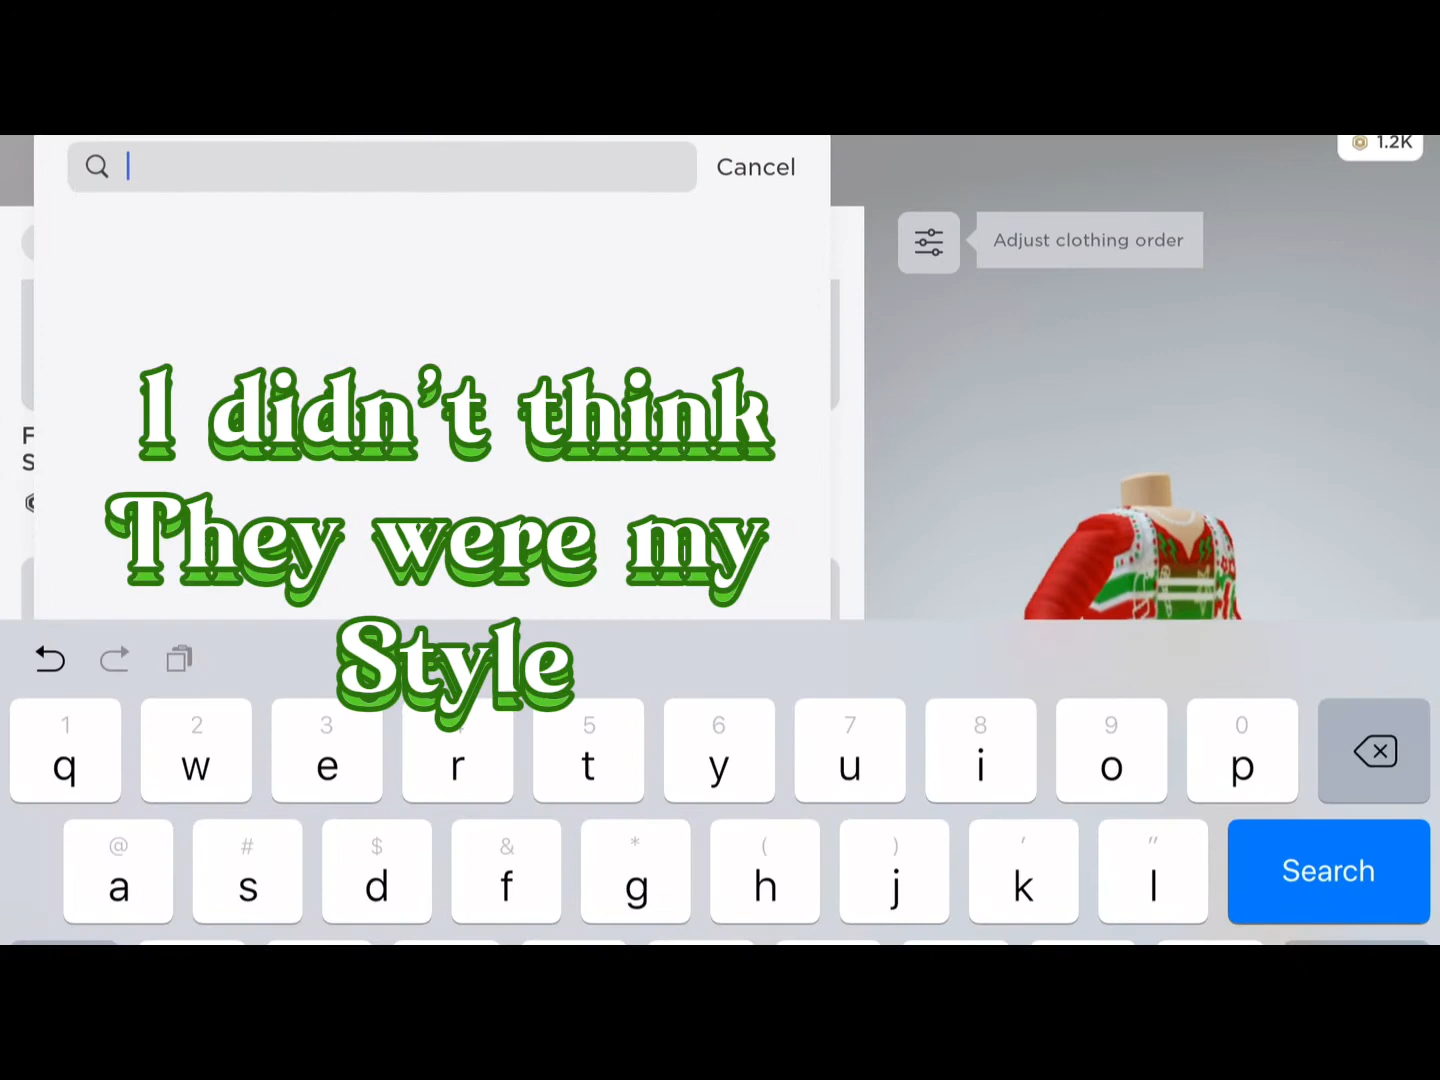 1.2K
Cancel
Adjust clothing order
F
S
I didn't think
They were my
Style
1 2 3 5 6 7 8 9 0
q w e r t y u i o p
@ # $ & * ( ) ' "
a s d f g h j k l
Search